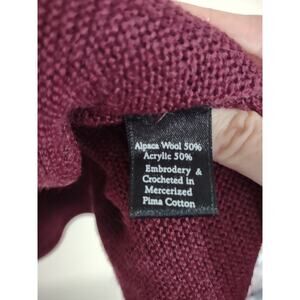 Alpaca Wool 50%
Acrylic 50%
Embrodery &
Crocheted in
Mercerized
Pima Cotton